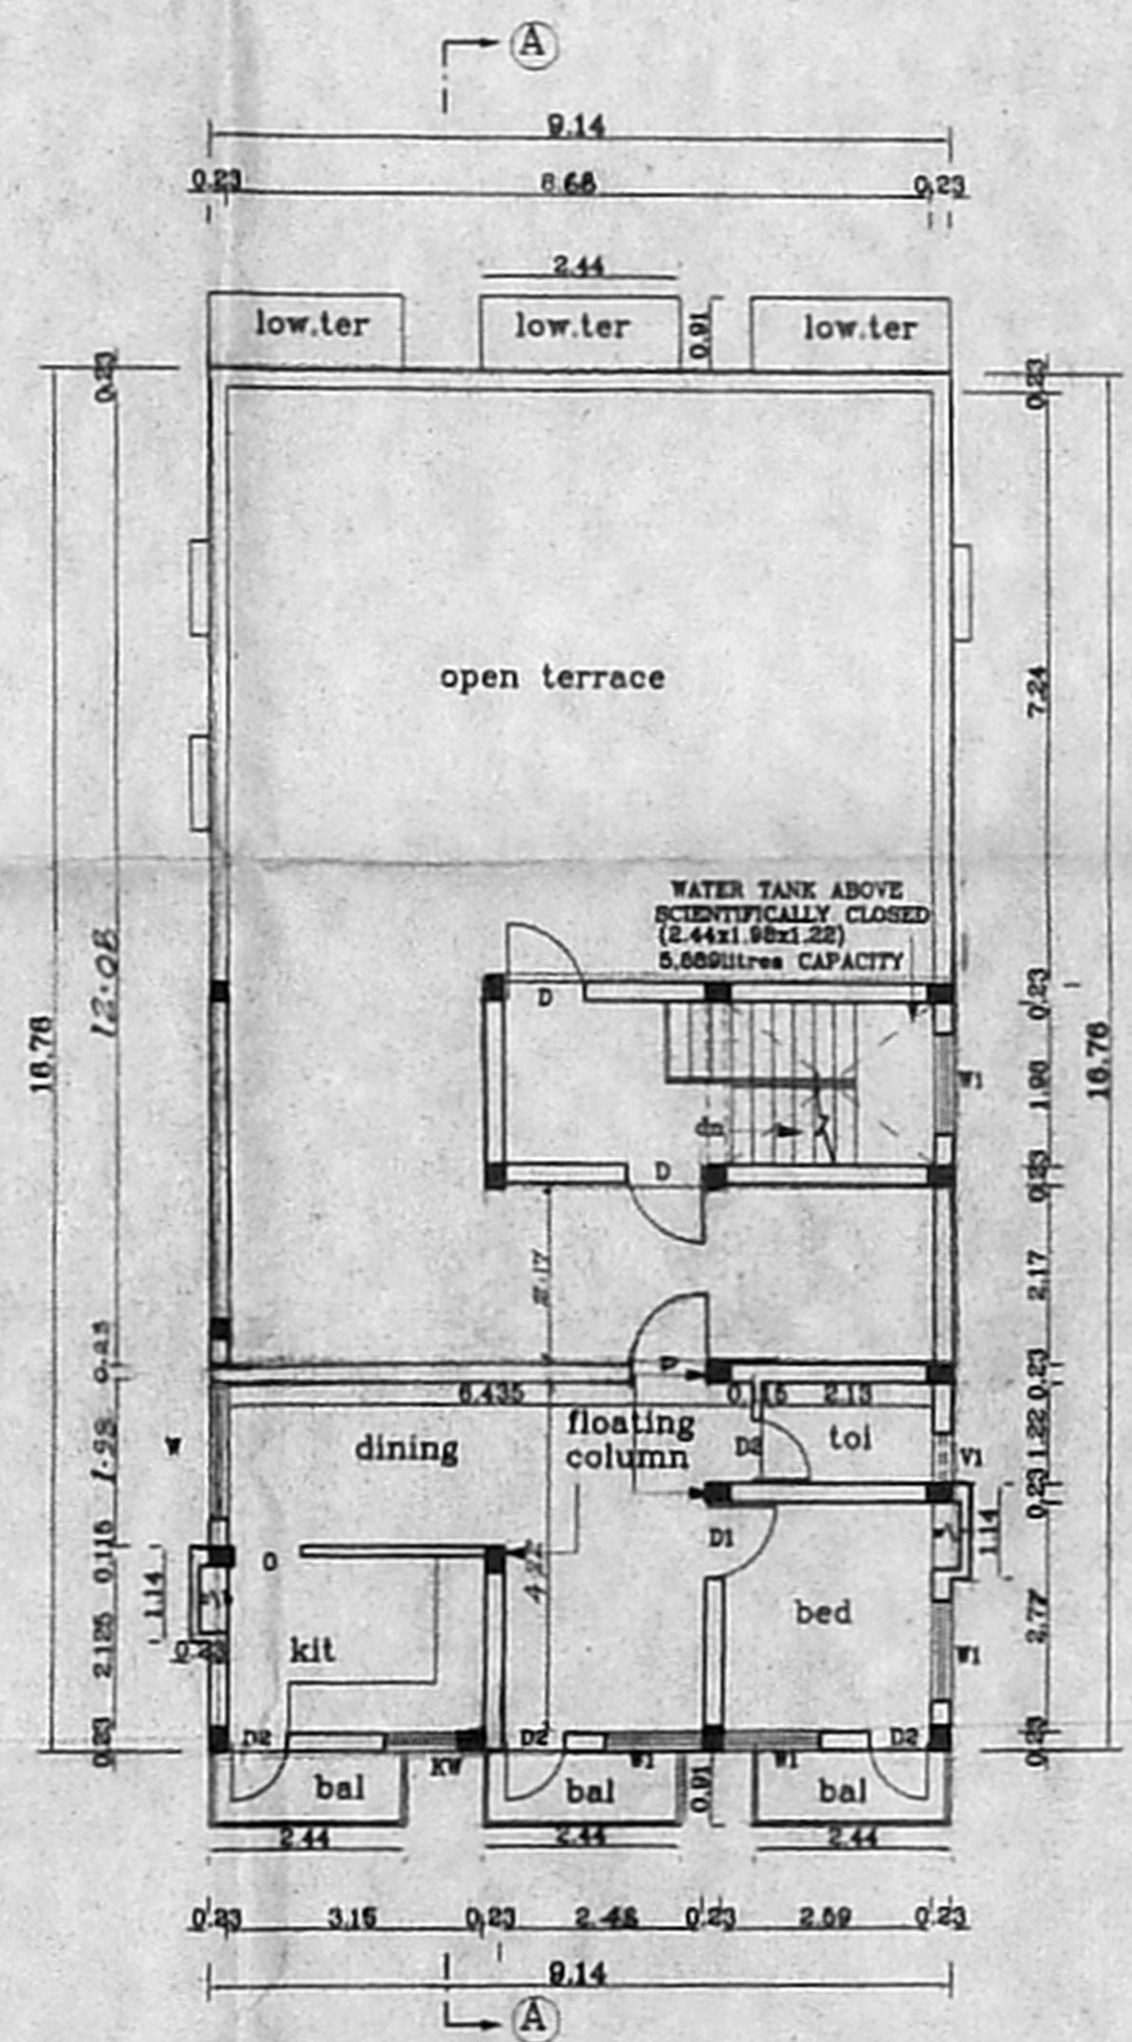 A
9.14
0.23 8.68 0.23
2.44
low.ter low.ter 0.91 low.ter
0.23 0.23
open terrace
7.24
WATER TANK ABOVE
SCIENTIFICALLY CLOSED
(2.44x1.98x1.22)
5,889litres CAPACITY
12.08
16.76
16.76
D
0.23
W1
1.98
dn
D
0.23
2.17
2.17
0.23
D
0.23
6.435 0.115 2.13
W
1.98
dining
floating
column
D2
toi
V1
1.22
0.23
0.115
D
D1
1.14
1.14
4.22
bed
2.77
2.125
0.23
kit
W1
0.23
D2 D2 D2
0.23
KW W1 W1
bal bal 0.91 bal
2.44 2.44 2.44
0.23 3.15 0.23 2.48 0.23 2.59 0.23
9.14
A